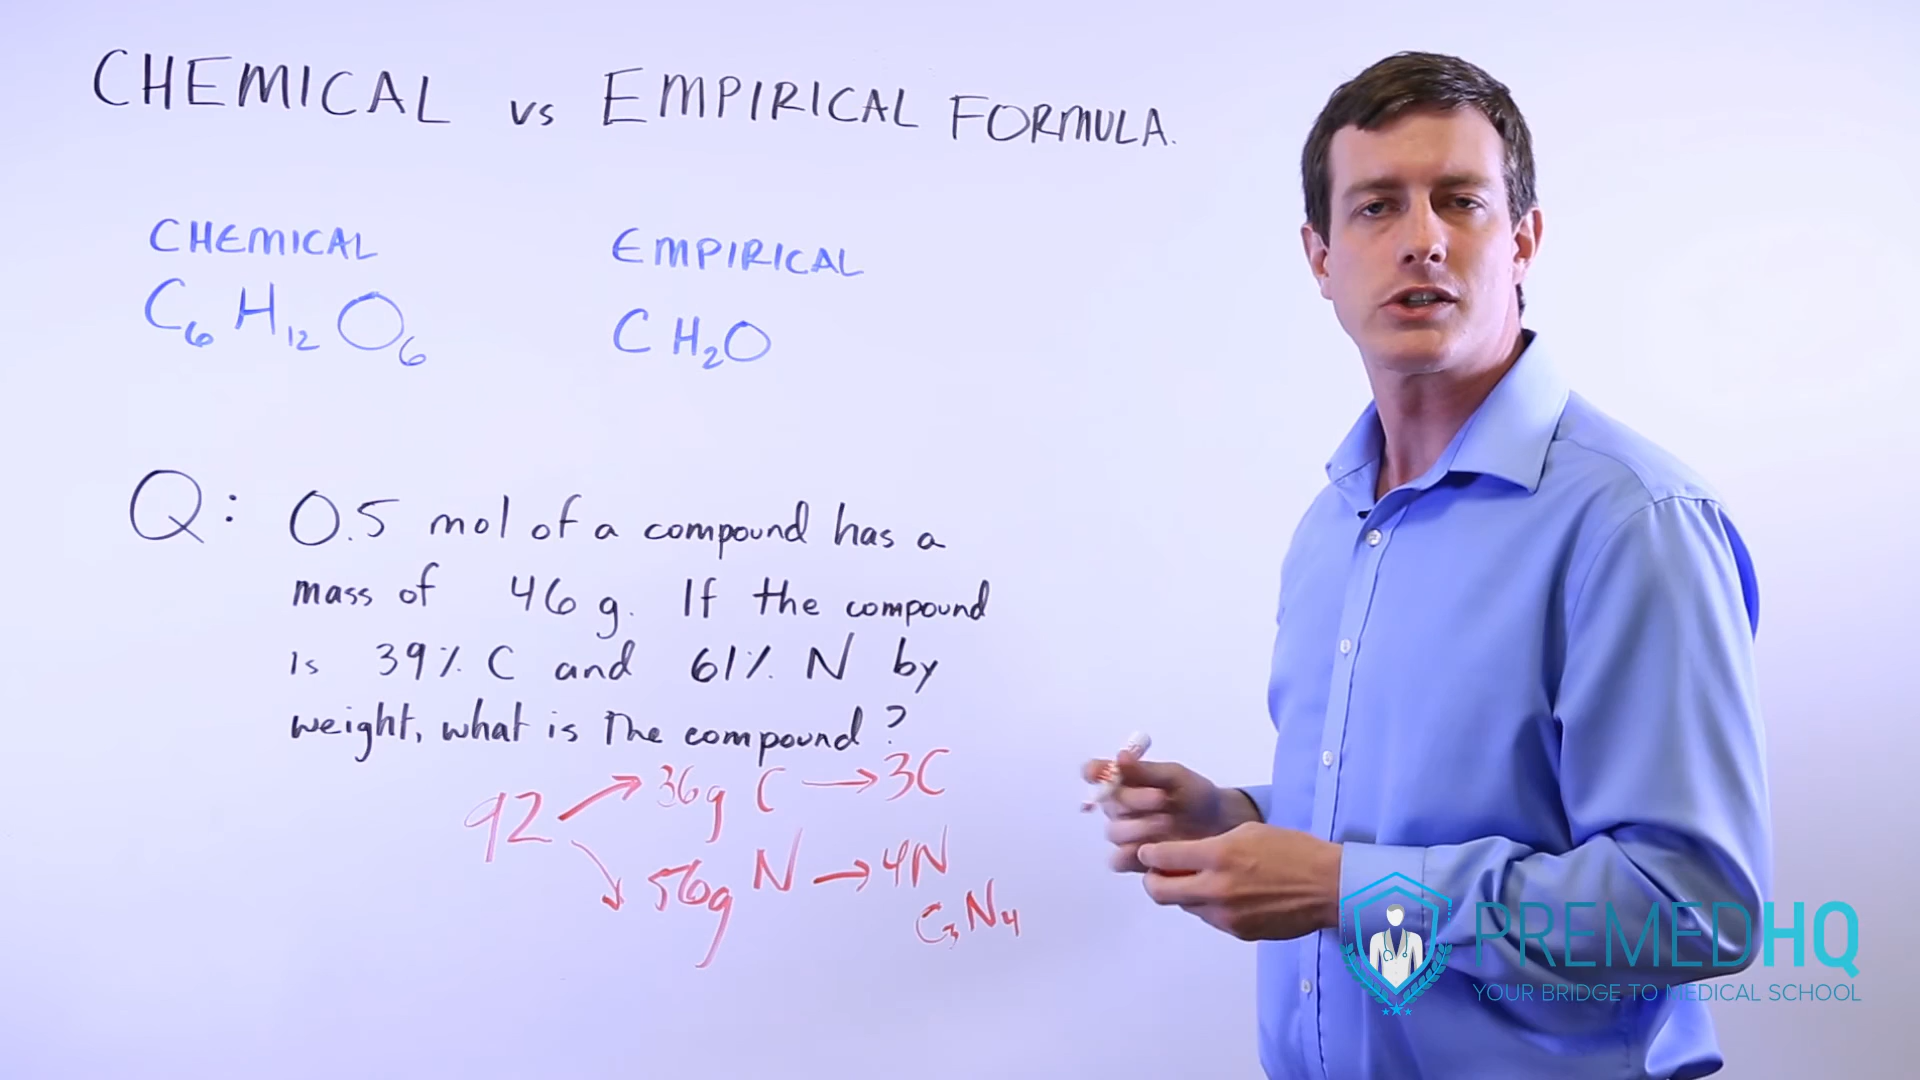 CHEMICAL vs EMPIRICAL FORMULA.
CHEMICAL
C6H12O6
EMPIRICAL
CH2O
Q: 0.5 mol of a compound has a
mass of 46 g. If the compound
is 39% C and 61% N by
weight, what is the compound?
92 → 36g C → 3C
↘ 56g N → 4N
C3N4
PREMEDHQ
YOUR BRIDGE TO MEDICAL SCHOOL